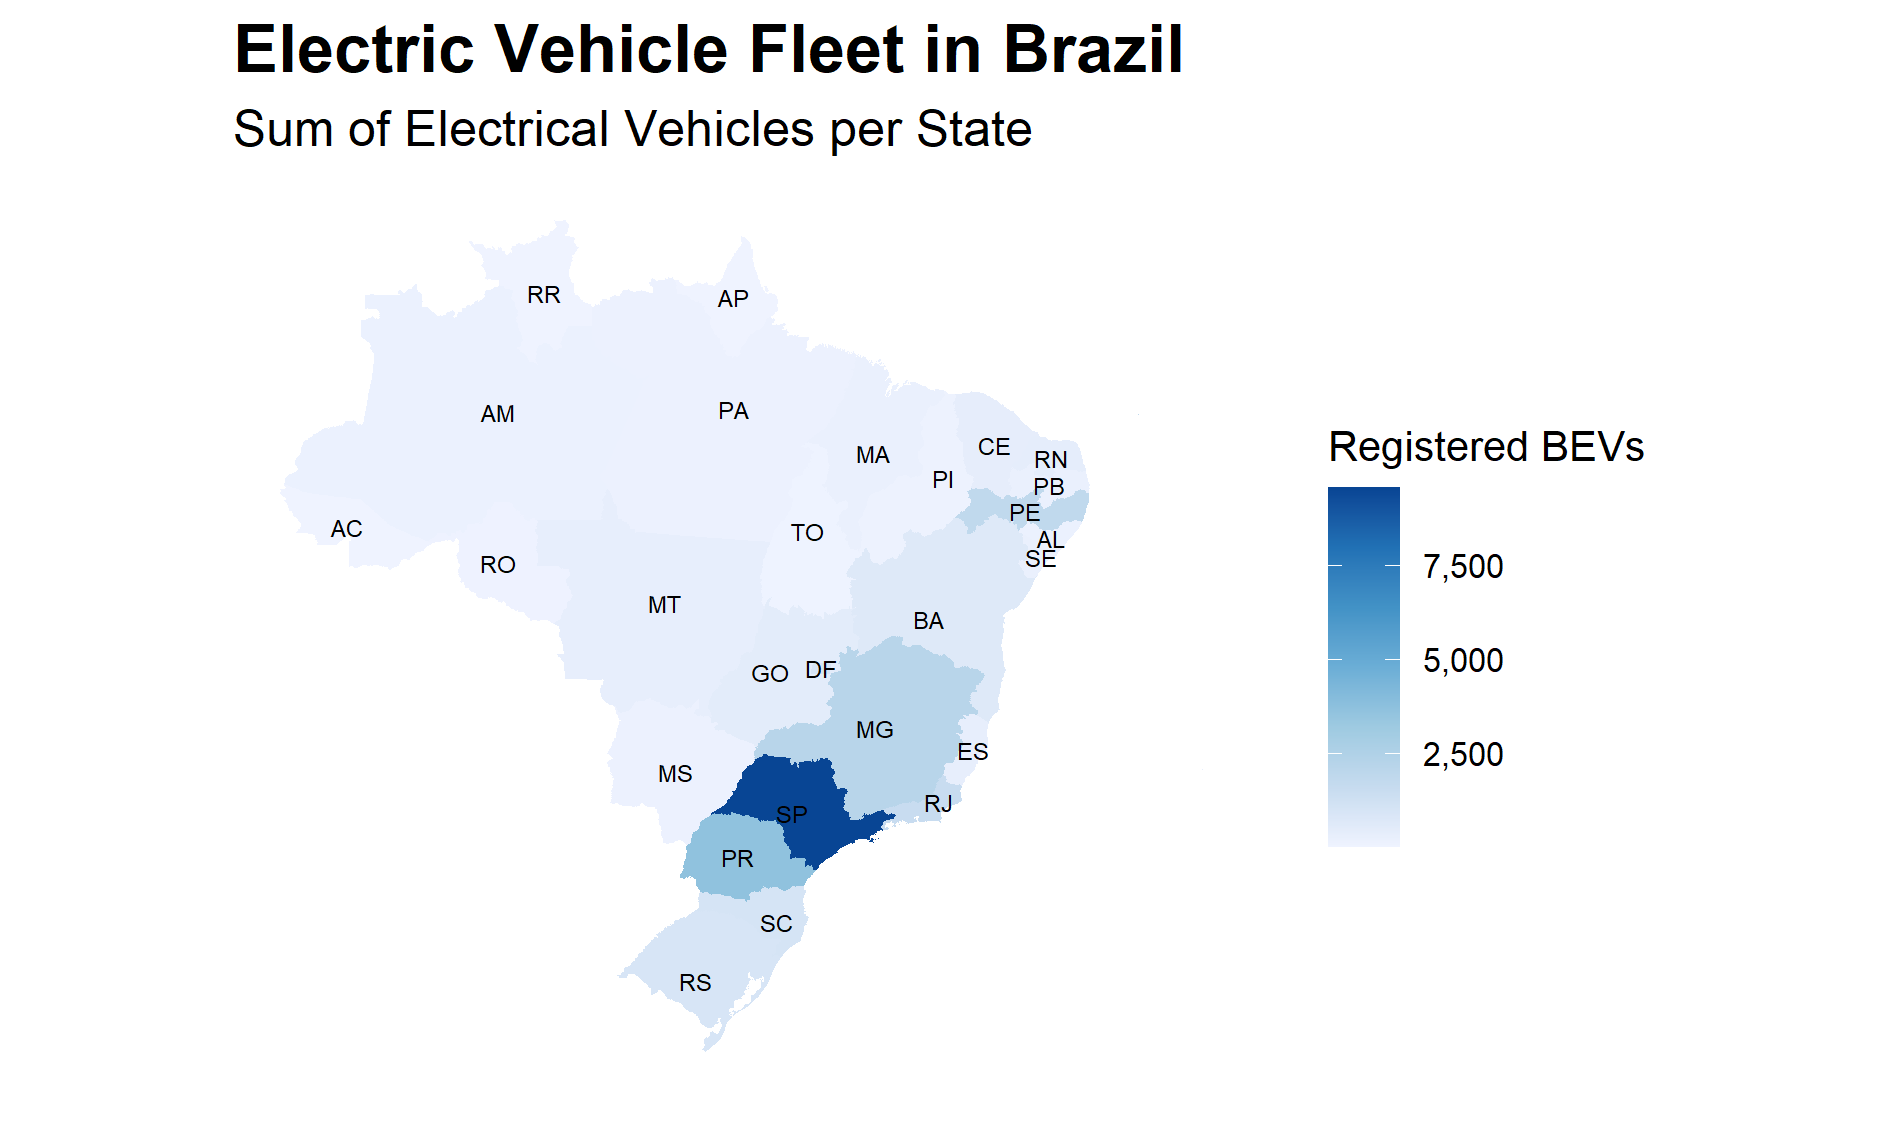 Electric Vehicle Fleet in Brazil
Sum of Electrical Vehicles per State
RR
AP
AM
PA
MA
CE
RN
PI
PB
PE
AC
TO
AL
SE
RO
MT
BA
GO
DF
MG
ES
MS
RJ
SP
PR
SC
RS
Registered BEVs
7,500
5,000
2,500